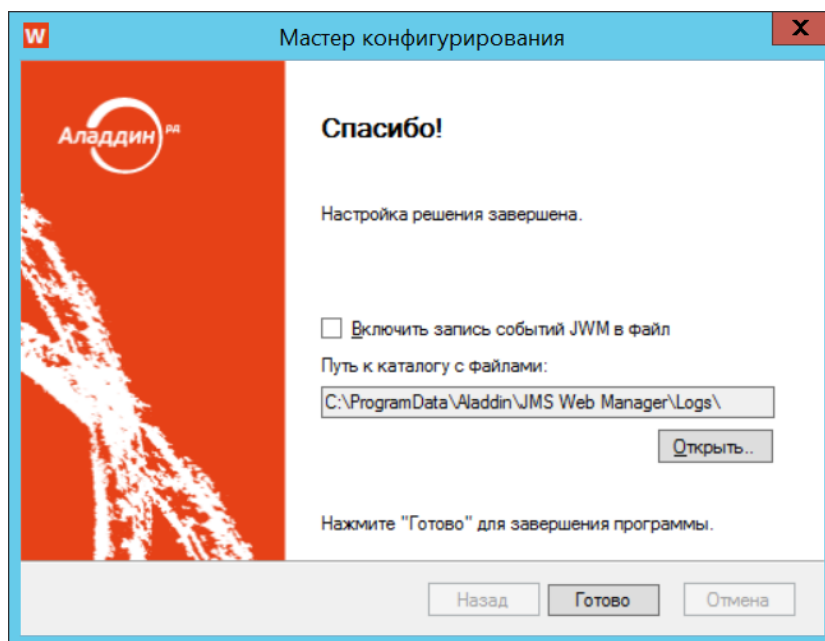 W
Мастер конфигурирования
X
Аладдин РД
Спасибо!
Настройка решения завершена.
Включить запись событий JWM в файл
Путь к каталогу с файлами:
C:\ProgramData\Aladdin\JMS Web Manager\Logs\
Открыть..
Нажмите "Готово" для завершения программы.
Назад
Готово
Отмена